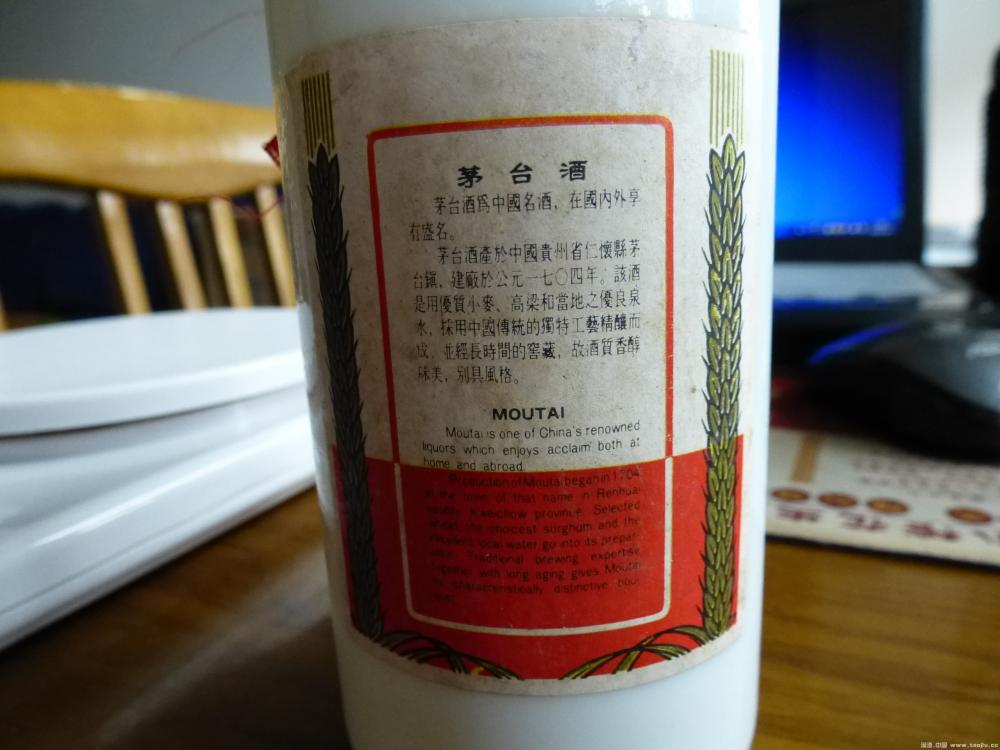 茅台酒
茅台酒爲中國名酒，在國內外享
有盛名。
茅台酒產於中國貴州省仁懷縣茅
台鎮，建廠於公元一七〇四年。該酒
是用優質小麥、高梁和當地之優良泉
水，採用中國傳統的獨特工藝精釀而
成，並經長時間的窖藏，故酒質香醇
味美，別具風格。
MOUTAI
Moutai is one of China's renowned
liquors which enjoys acclaim both at
home and abroad.
Production of Moutai began in 1704
in the town of that name in Renhuai
county, Kweichow province. Selected
wheat, the choicest sorghum and the
excellent local water go into its prepar-
ation. Traditional brewing expertise
together with long aging gives Moutai
its characteristically distinctive bou-
quet.